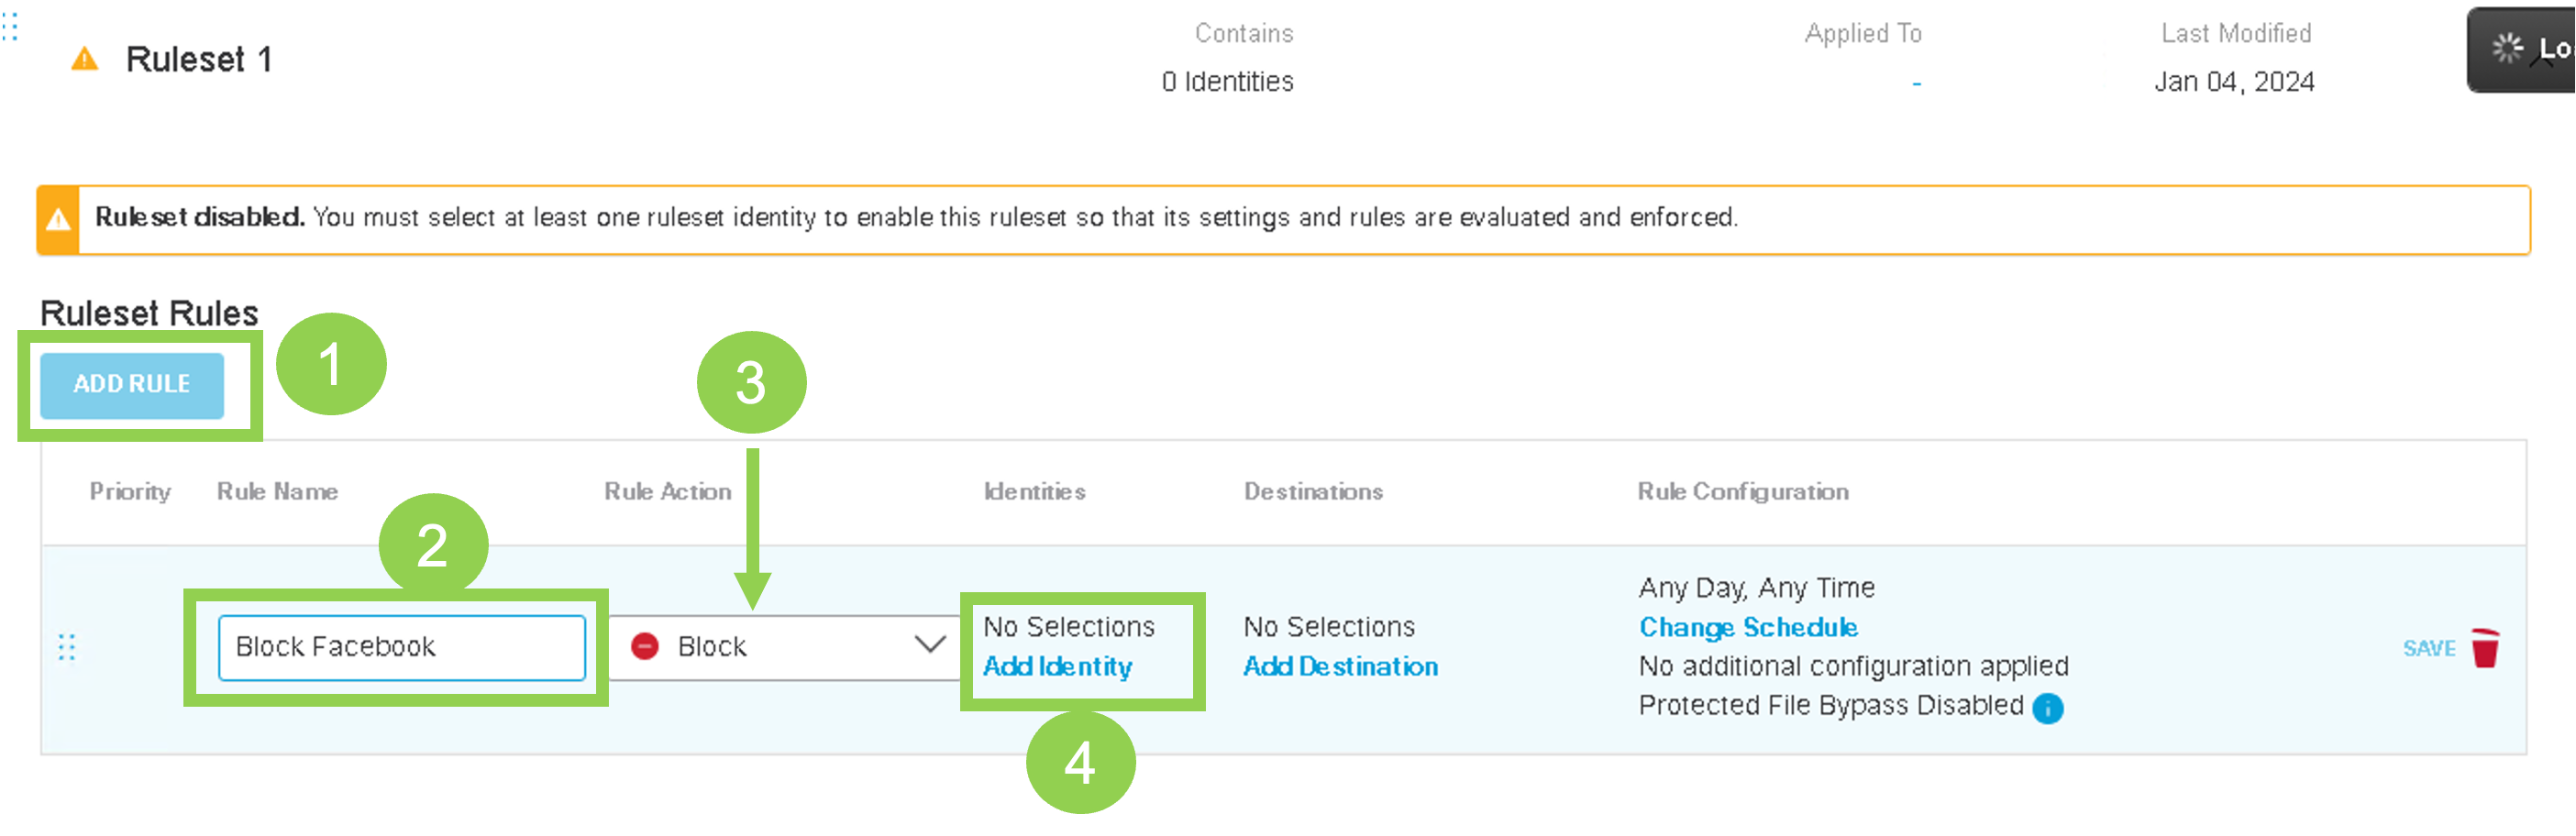 Contains
Applied To
Last Modified
Ruleset 1
0 Identities
-
Jan 04, 2024
Ruleset disabled. You must select at least one ruleset identity to enable this ruleset so that its settings and rules are evaluated and enforced.
Ruleset Rules
ADD RULE
1
3
Priority
Rule Name
Rule Action
Identities
Destinations
Rule Configuration
2
Block Facebook
Block
No Selections
Add Identity
No Selections
Add Destination
Any Day, Any Time
Change Schedule
No additional configuration applied
Protected File Bypass Disabled
SAVE
4